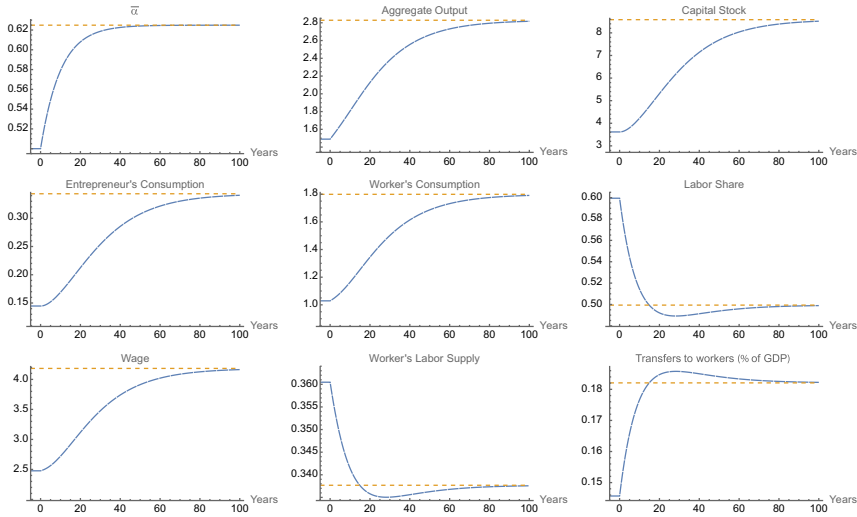 α̅
0.62
0.60
0.58
0.56
0.54
0.52
0 20 40 60 80 100
Years
Aggregate Output
2.8
2.6
2.4
2.2
2.0
1.8
1.6
0 20 40 60 80 100
Years
Capital Stock
8
7
6
5
4
3
0 20 40 60 80 100
Years
Entrepreneur's Consumption
0.30
0.25
0.20
0.15
0 20 40 60 80 100
Years
Worker's Consumption
1.8
1.6
1.4
1.2
1.0
0 20 40 60 80 100
Years
Labor Share
0.60
0.58
0.56
0.54
0.52
0.50
0 20 40 60 80 100
Years
Wage
4.0
3.5
3.0
2.5
0 20 40 60 80 100
Years
Worker's Labor Supply
0.360
0.355
0.350
0.345
0.340
0 20 40 60 80 100
Years
Transfers to workers (% of GDP)
0.18
0.17
0.16
0.15
0 20 40 60 80 100
Years